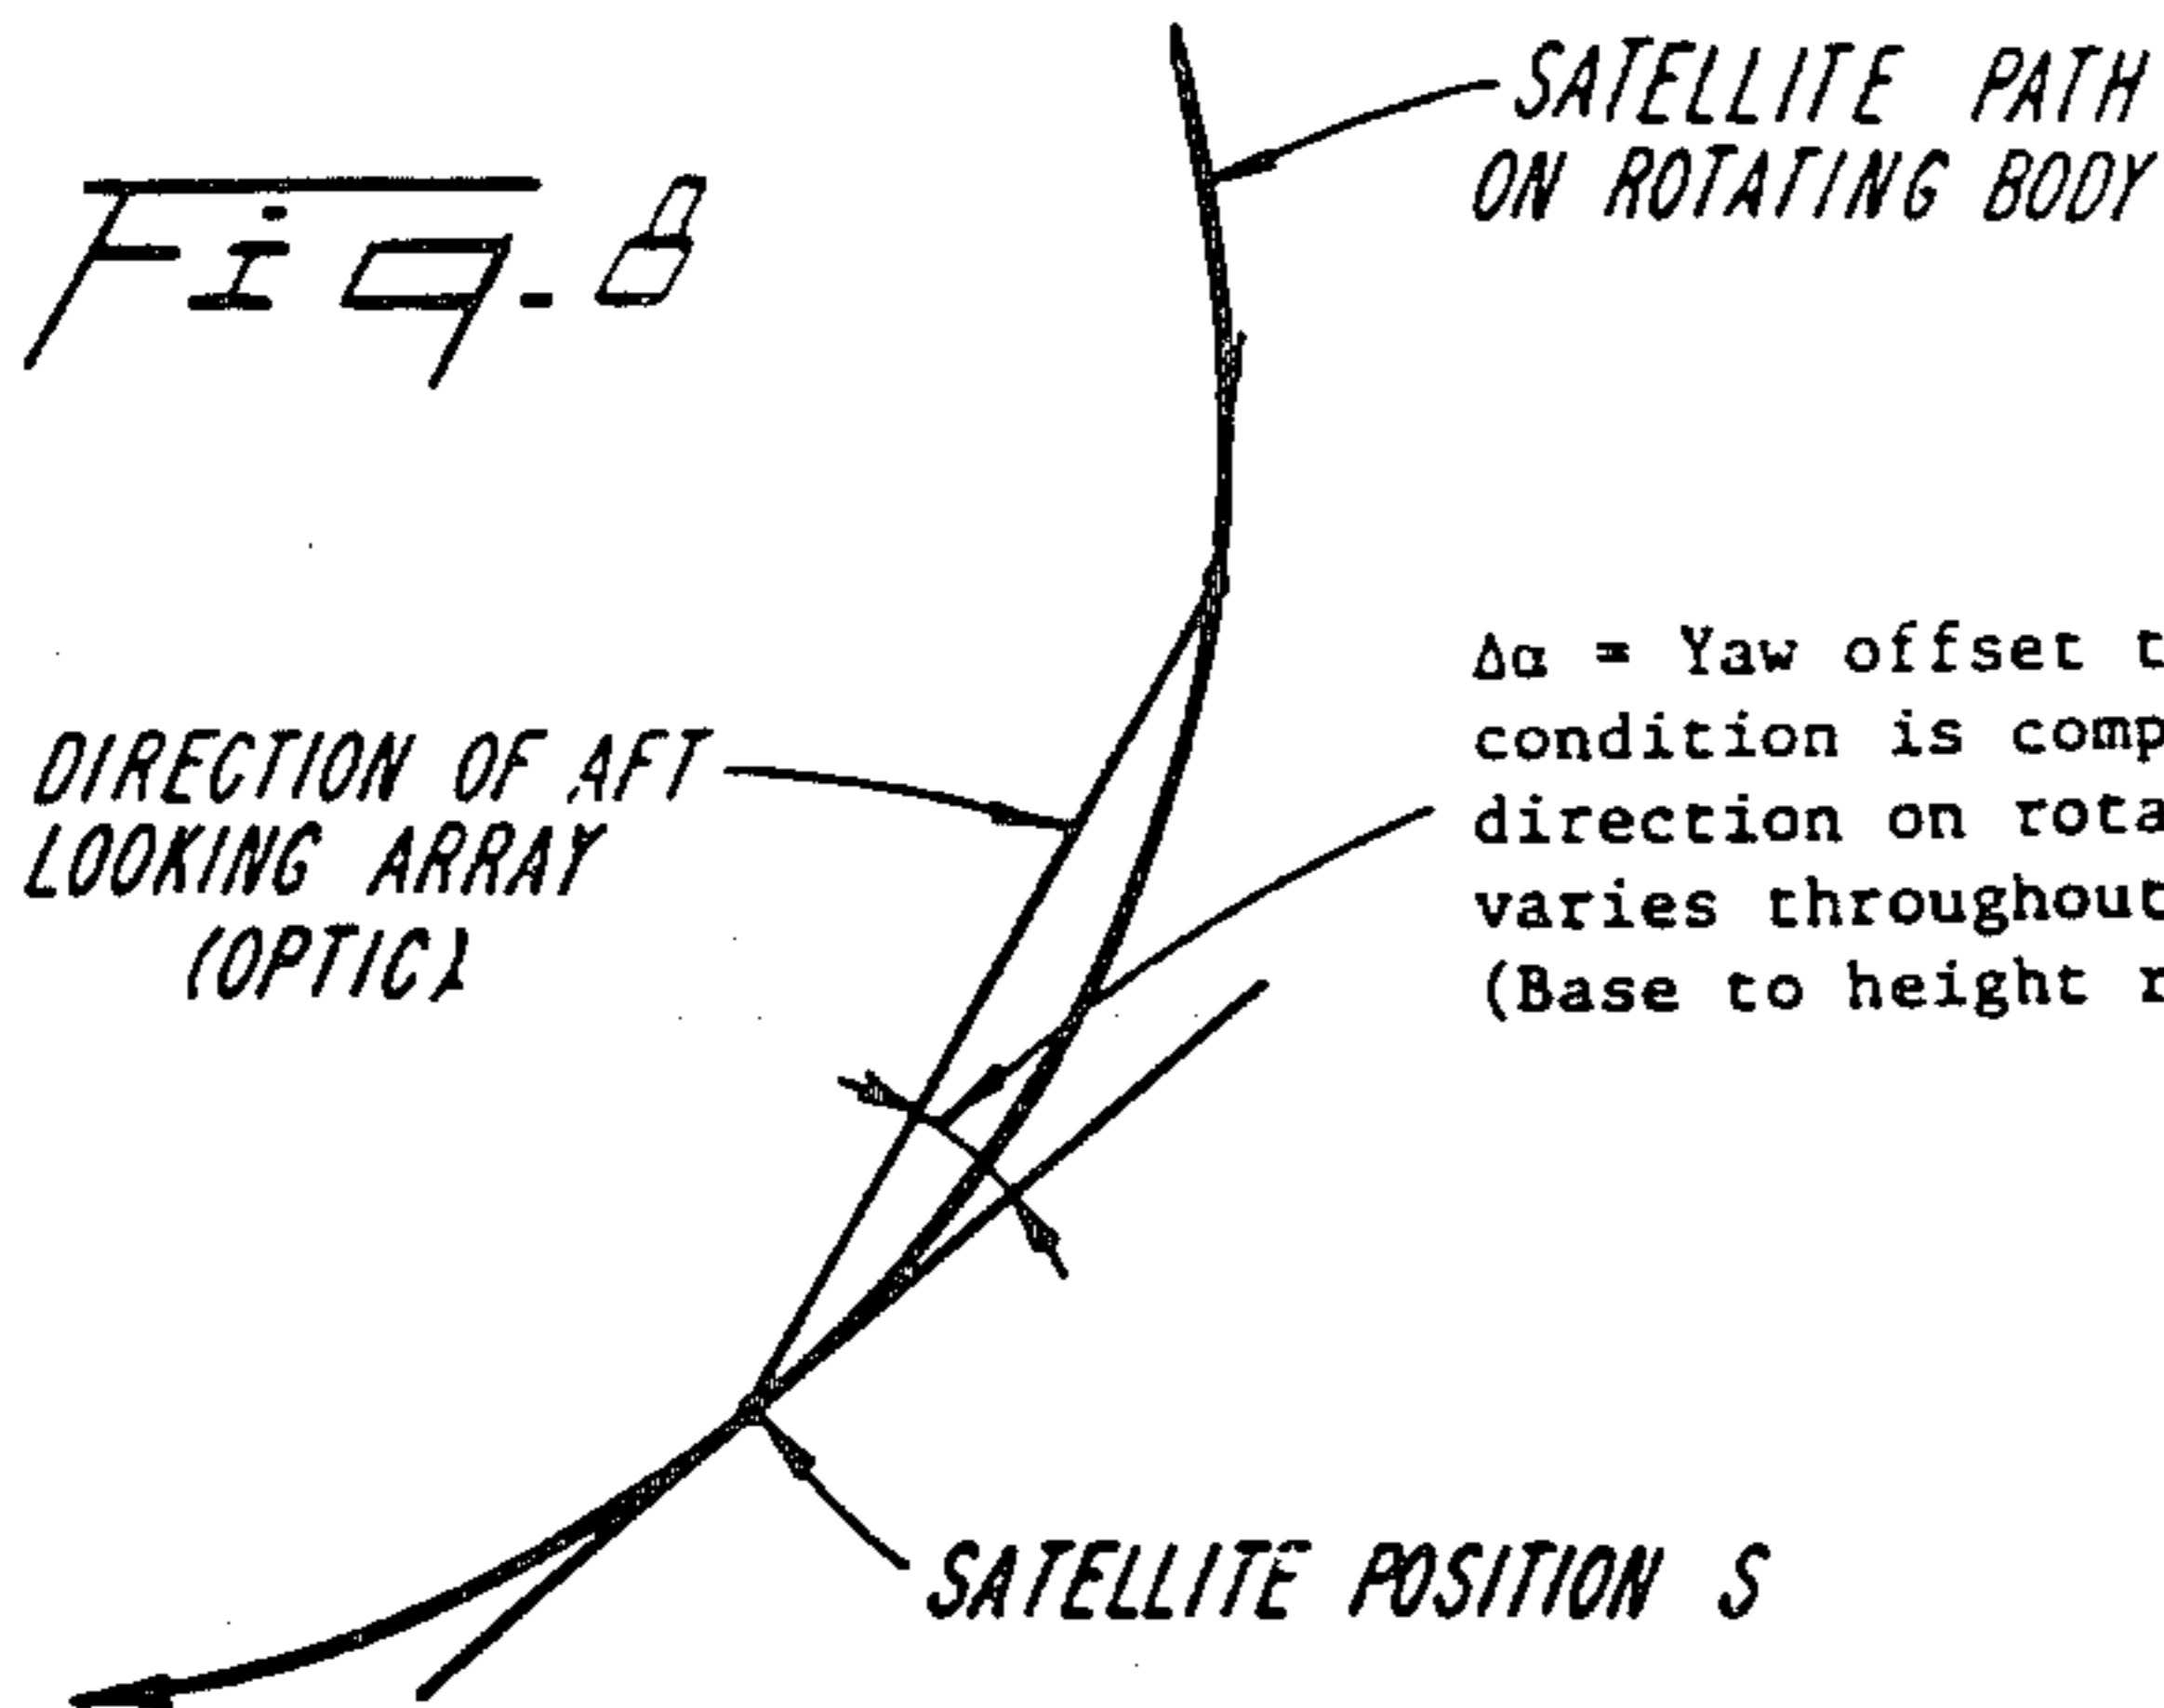 Fig. 8
SATELLITE PATH
ON ROTATING BODY
Δα = Yaw offset t
condition is comp
direction on rota
varies throughout
(Base to height r
DIRECTION OF AFT
LOOKING ARRAY
(OPTIC)
SATELLITE POSITION S